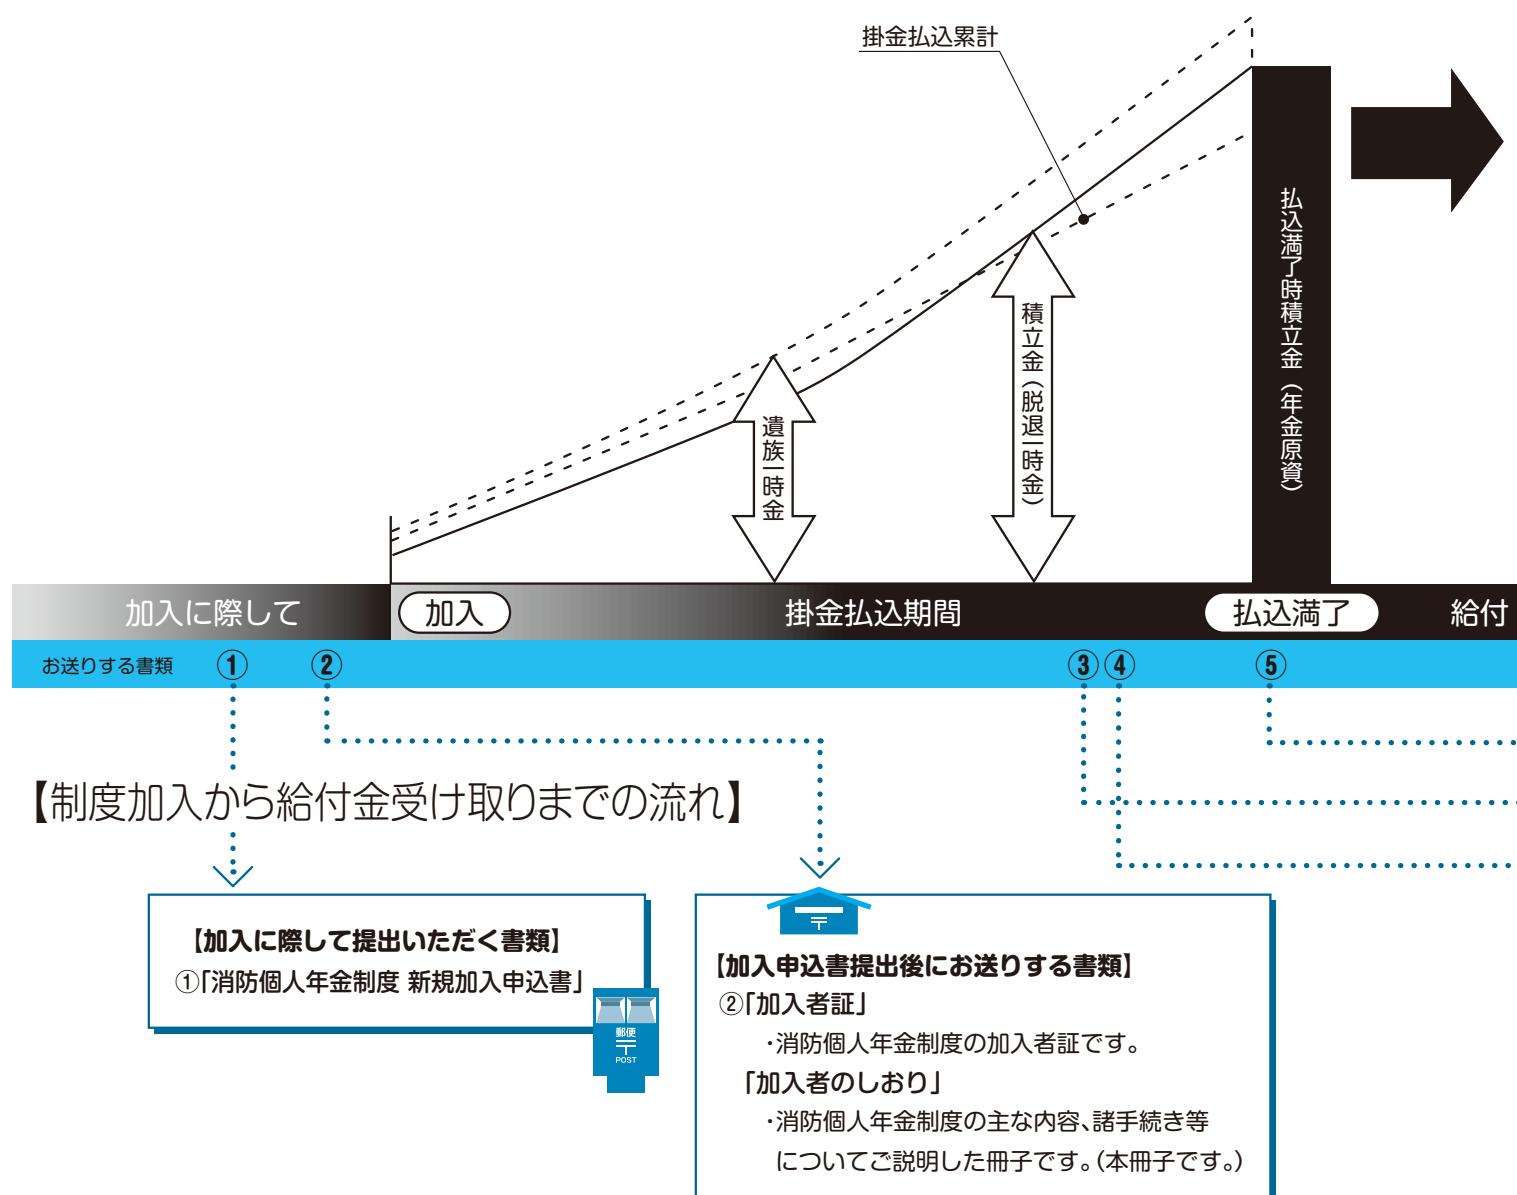 掛金払込累計
払込満了時積立金（年金原資）
積立金（脱退一時金）
遺族一時金
加入に際して
加入
掛金払込期間
払込満了
給付
お送りする書類
①
②
③
④
⑤
【制度加入から給付金受け取りまでの流れ】
【加入に際して提出いただく書類】
①「消防個人年金制度 新規加入申込書」
郵便
〒
POST
〒
【加入申込書提出後にお送りする書類】
②「加入者証」
・消防個人年金制度の加入者証です。
「加入者のしおり」
・消防個人年金制度の主な内容、諸手続き等
についてご説明した冊子です。（本冊子です。）